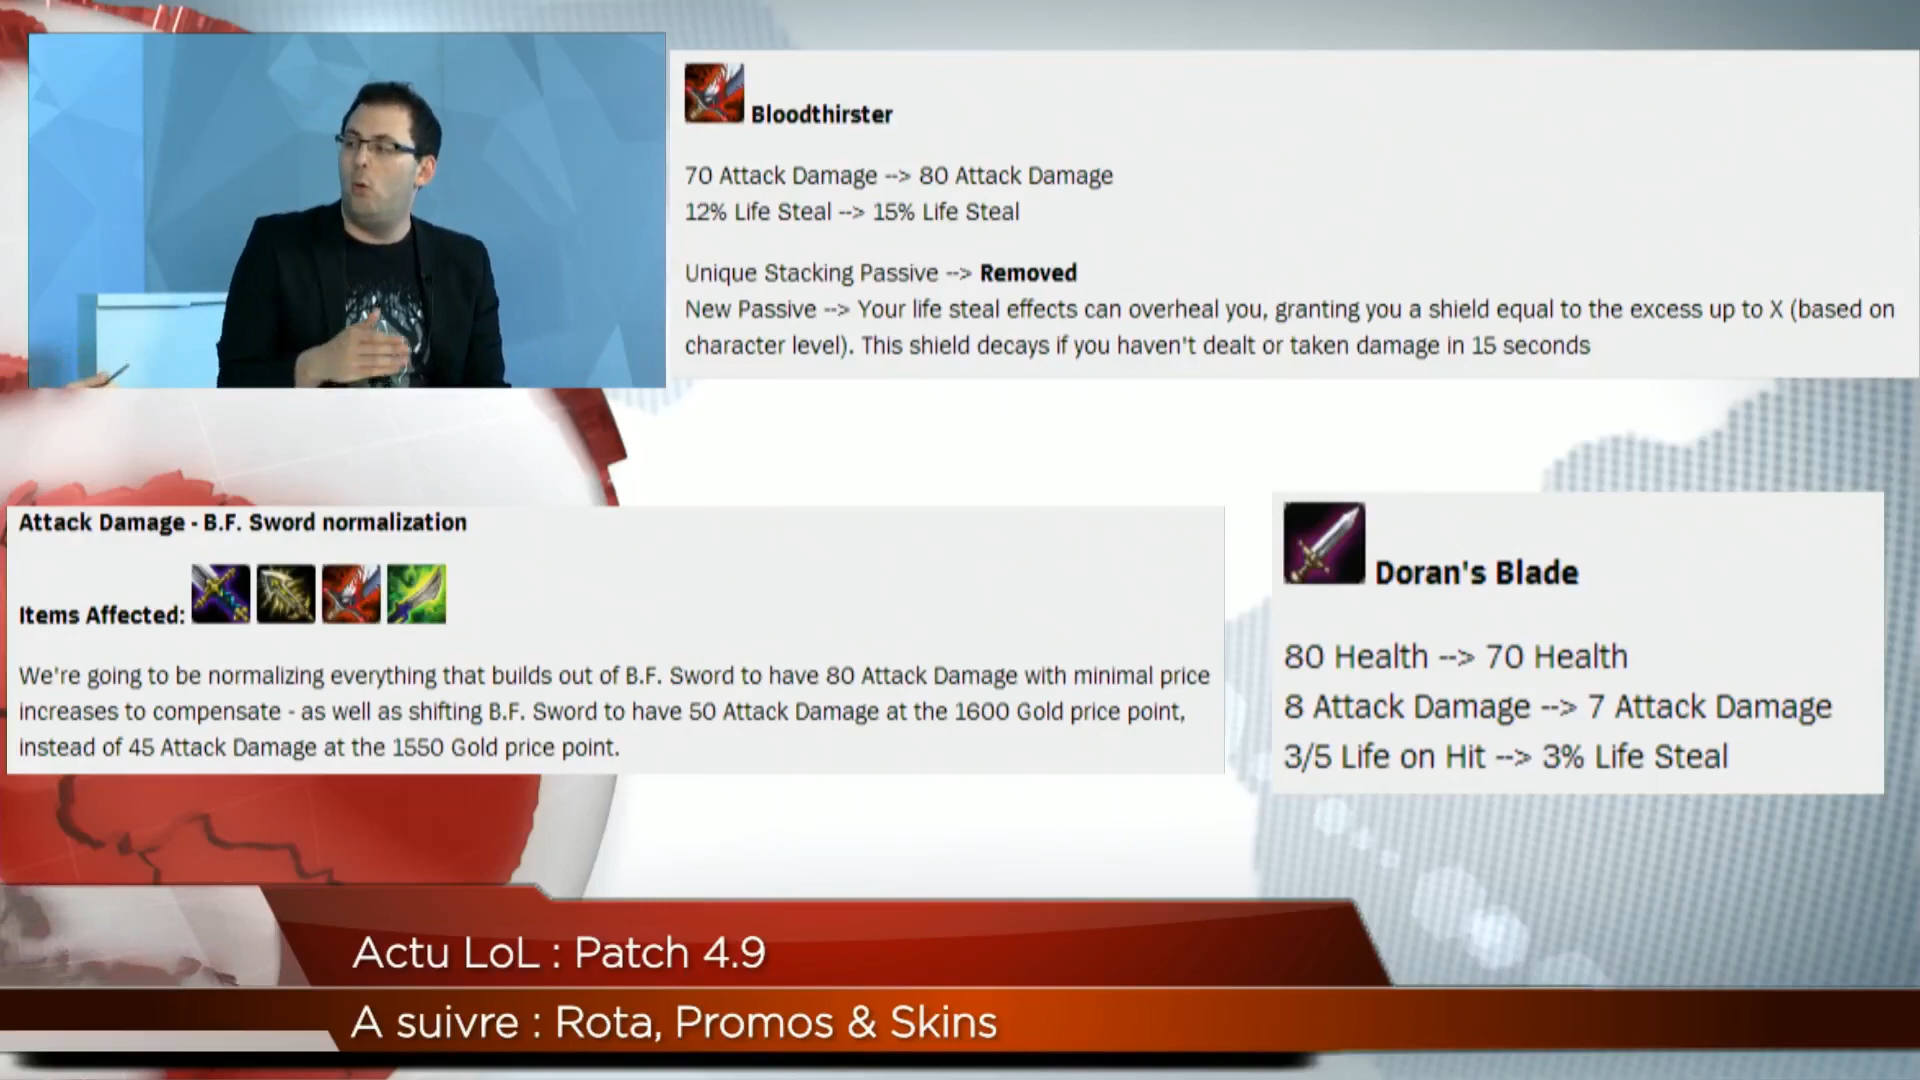 Bloodthirster
70 Attack Damage --> 80 Attack Damage
12% Life Steal --> 15% Life Steal
Unique Stacking Passive --> Removed
New Passive --> Your life steal effects can overheal you, granting you a shield equal to the excess up to X (based on
character level). This shield decays if you haven't dealt or taken damage in 15 seconds
Attack Damage - B.F. Sword normalization
Items Affected:
We're going to be normalizing everything that builds out of B.F. Sword to have 80 Attack Damage with minimal price
increases to compensate - as well as shifting B.F. Sword to have 50 Attack Damage at the 1600 Gold price point,
instead of 45 Attack Damage at the 1550 Gold price point.
Doran's Blade
80 Health --> 70 Health
8 Attack Damage --> 7 Attack Damage
3/5 Life on Hit --> 3% Life Steal
Actu LoL : Patch 4.9
A suivre : Rota, Promos & Skins